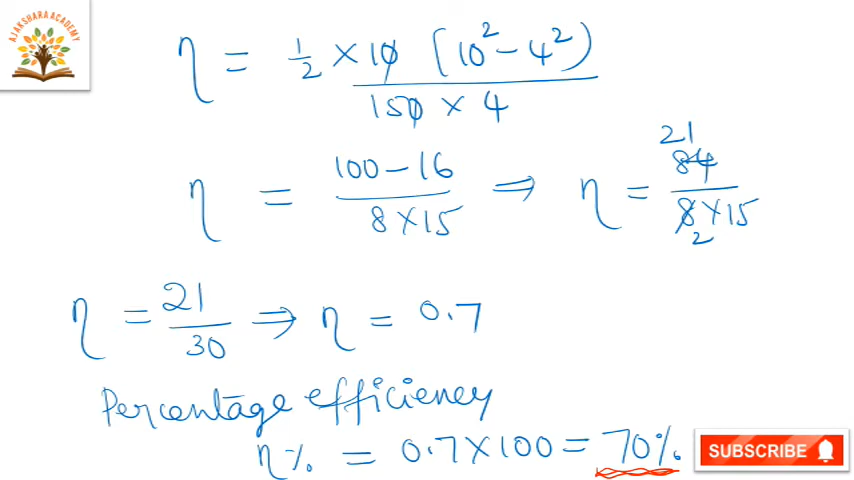 AJAKSHARA ACADEMY
η = 1/2 × 10 (10² − 4²) / 150 × 4
η = 100 − 16 / 8 × 15 ⇒ η = 21 84 / 8 × 15 2
η = 21 / 30 ⇒ η = 0.7
Percentage efficiency
η% = 0.7 × 100 = 70%.
SUBSCRIBE